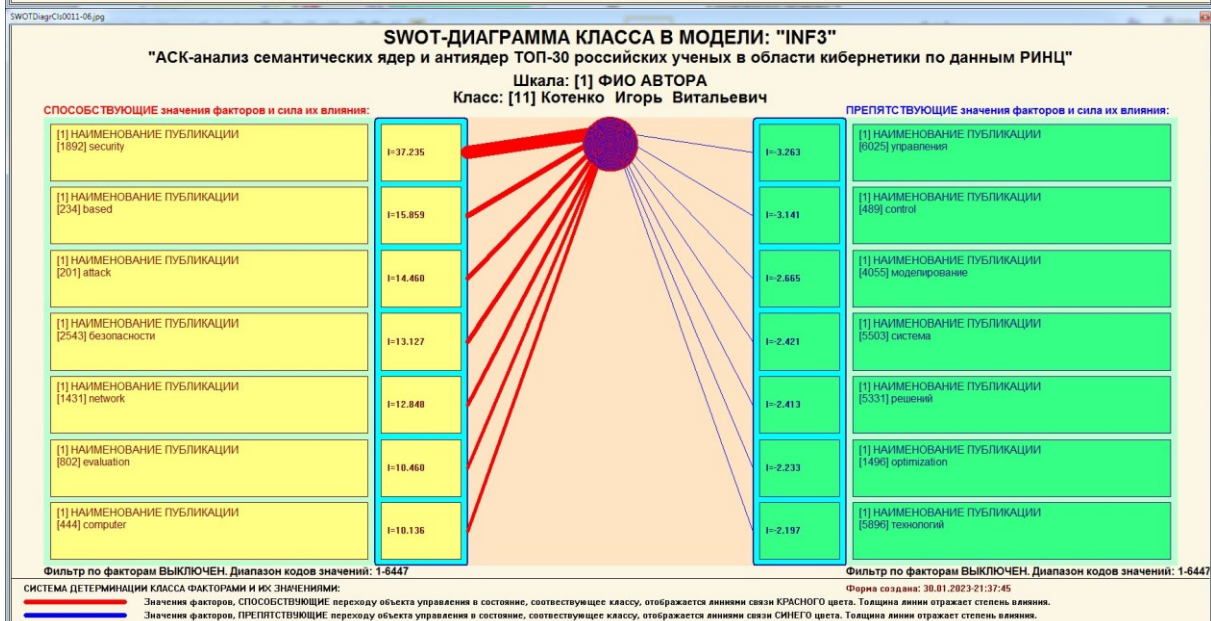 SWOTDiagrCls0011-06.jpg
SWOT-ДИАГРАММА КЛАССА В МОДЕЛИ: "INF3"
"АСК-анализ семантических ядер и антиядер ТОП-30 российских ученых в области кибернетики по данным РИНЦ"
Шкала: [1] ФИО АВТОРА
Класс: [11] Котенко Игорь Витальевич
СПОСОБСТВУЮЩИЕ значения факторов и сила их влияния:
ПРЕПЯТСТВУЮЩИЕ значения факторов и сила их влияния:
[1] НАИМЕНОВАНИЕ ПУБЛИКАЦИИ
[1892] security
I=37.235
I=-3.263
[1] НАИМЕНОВАНИЕ ПУБЛИКАЦИИ
[6025] управления
[1] НАИМЕНОВАНИЕ ПУБЛИКАЦИИ
[234] based
I=15.859
I=-3.141
[1] НАИМЕНОВАНИЕ ПУБЛИКАЦИИ
[489] control
[1] НАИМЕНОВАНИЕ ПУБЛИКАЦИИ
[201] attack
I=14.460
I=-2.665
[1] НАИМЕНОВАНИЕ ПУБЛИКАЦИИ
[4055] моделирование
[1] НАИМЕНОВАНИЕ ПУБЛИКАЦИИ
[2543] безопасности
I=13.127
I=-2.421
[1] НАИМЕНОВАНИЕ ПУБЛИКАЦИИ
[5503] система
[1] НАИМЕНОВАНИЕ ПУБЛИКАЦИИ
[1431] network
I=12.848
I=-2.413
[1] НАИМЕНОВАНИЕ ПУБЛИКАЦИИ
[5331] решений
[1] НАИМЕНОВАНИЕ ПУБЛИКАЦИИ
[802] evaluation
I=10.460
I=-2.233
[1] НАИМЕНОВАНИЕ ПУБЛИКАЦИИ
[1496] optimization
[1] НАИМЕНОВАНИЕ ПУБЛИКАЦИИ
[444] computer
I=10.136
I=-2.197
[1] НАИМЕНОВАНИЕ ПУБЛИКАЦИИ
[5896] технологий
Фильтр по факторам ВЫКЛЮЧЕН. Диапазон кодов значений: 1-6447
Фильтр по факторам ВЫКЛЮЧЕН. Диапазон кодов значений: 1-6447
СИСТЕМА ДЕТЕРМИНАЦИИ КЛАССА ФАКТОРАМИ И ИХ ЗНАЧЕНИЯМИ:
Форма создана: 30.01.2023-21:37:45
Значения факторов, СПОСОБСТВУЮЩИЕ переходу объекта управления в состояние, соотвествующее классу, отображается линиями связи КРАСНОГО цвета. Толщина линии отражает степень влияния.
Значения факторов, ПРЕПЯТСТВУЮЩИЕ переходу объекта управления в состояние, соотвествующее классу, отображается линиями связи СИНЕГО цвета. Толщина линии отражает степень влияния.